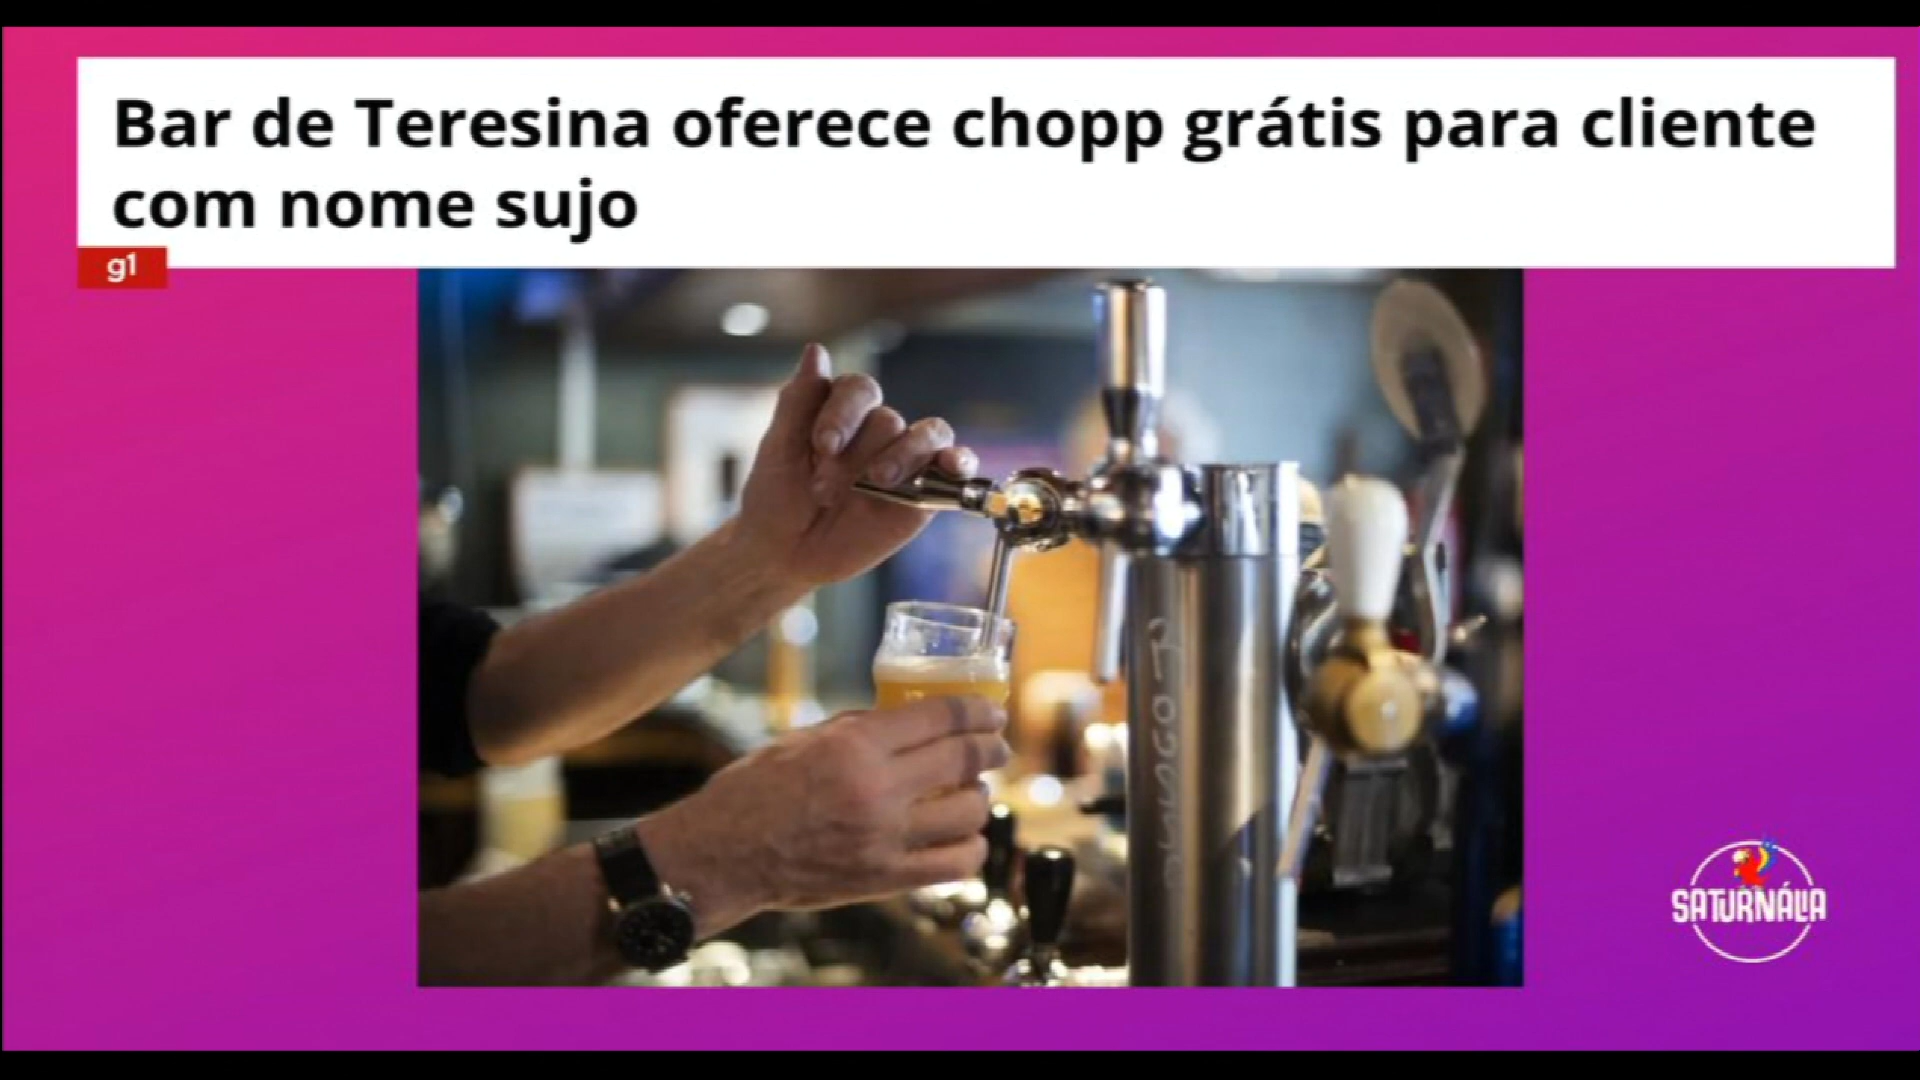 Bar de Teresina oferece chopp grátis para cliente
com nome sujo
g1
SATURNÁLIA